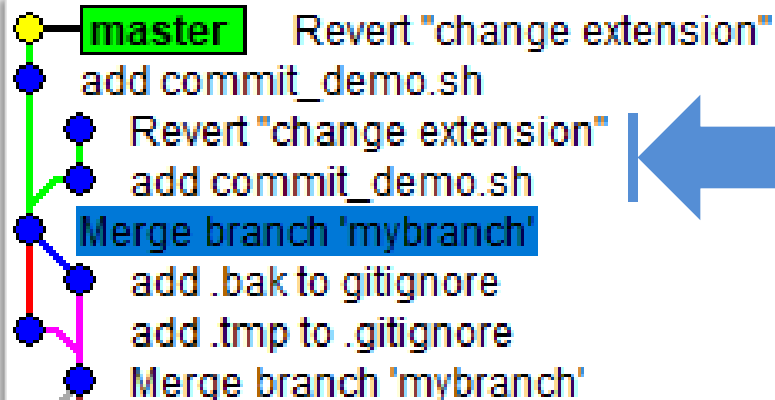 master Revert "change extension"
add commit_demo.sh
Revert "change extension"
add commit_demo.sh
Merge branch 'mybranch'
add .bak to gitignore
add .tmp to .gitignore
Merge branch 'mybranch'